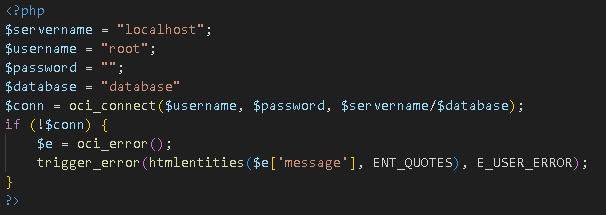 <?php
$servername = "localhost";
$username = "root";
$password = "";
$database = "database"
$conn = oci_connect($username, $password, $servername/$database);
if (!$conn) {
    $e = oci_error();
    trigger_error(htmlentities($e['message'], ENT_QUOTES), E_USER_ERROR);
}
?>